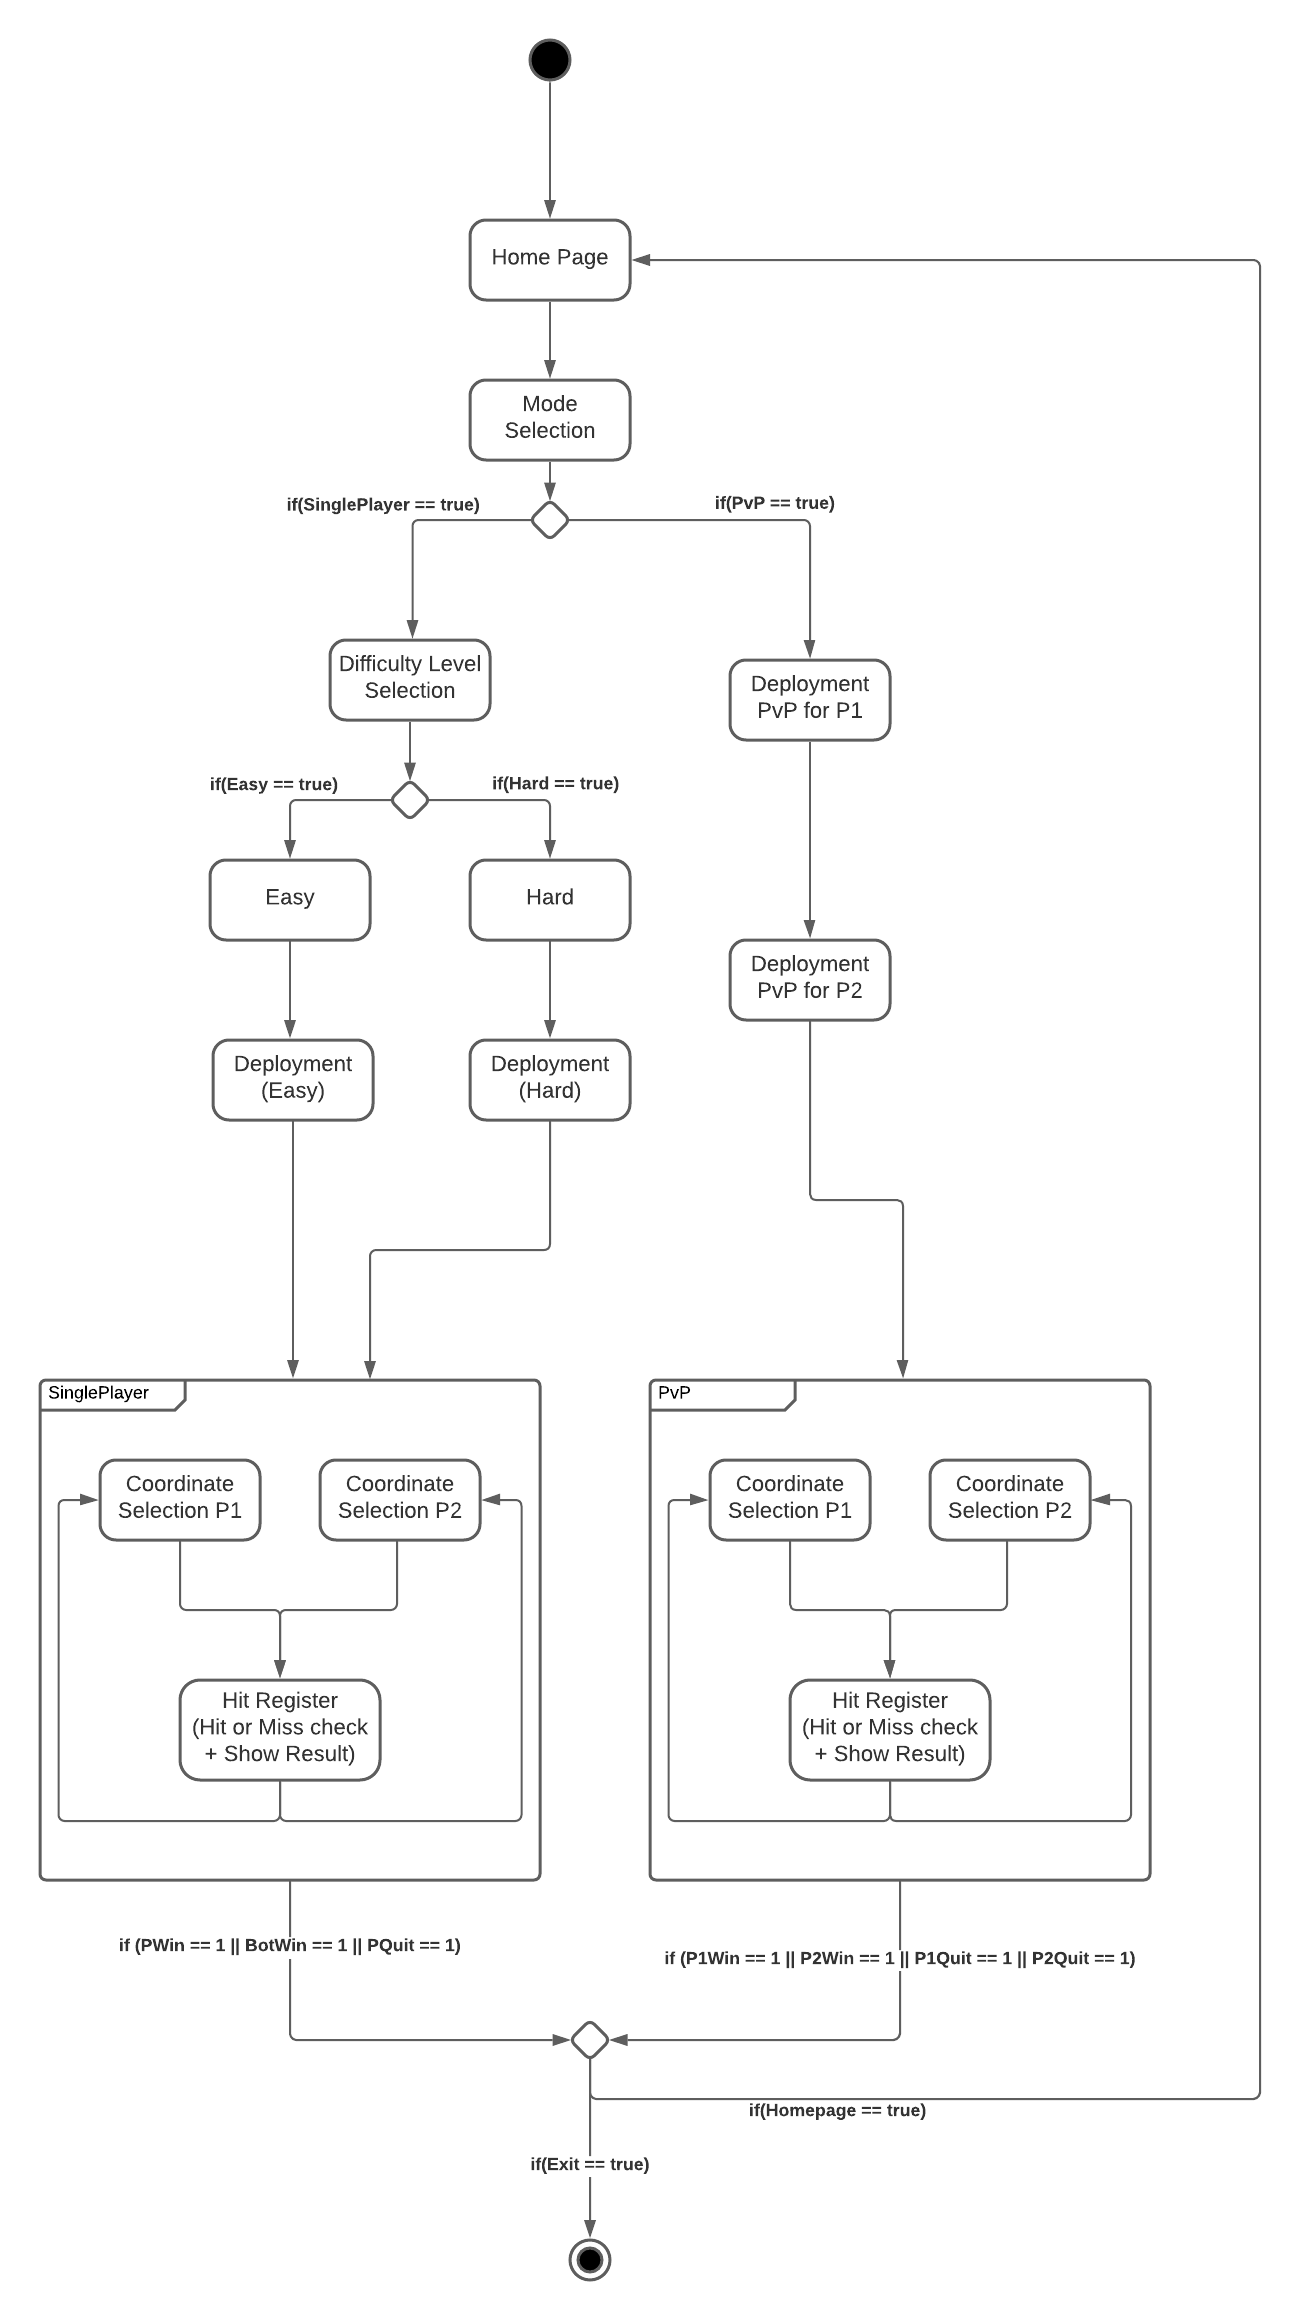 Home Page
Mode
Selection
if(SinglePlayer == true)
if(PvP == true)
Difficulty Level
Selection
Deployment
PvP for P1
if(Easy == true)
if(Hard == true)
Easy
Hard
Deployment
PvP for P2
Deployment
(Easy)
Deployment
(Hard)
SinglePlayer
Coordinate
Selection P1
Coordinate
Selection P2
Hit Register
(Hit or Miss check
+ Show Result)
PvP
Coordinate
Selection P1
Coordinate
Selection P2
Hit Register
(Hit or Miss check
+ Show Result)
if (PWin == 1 || BotWin == 1 || PQuit == 1)
if (P1Win == 1 || P2Win == 1 || P1Quit == 1 || P2Quit == 1)
if(Homepage == true)
if(Exit == true)